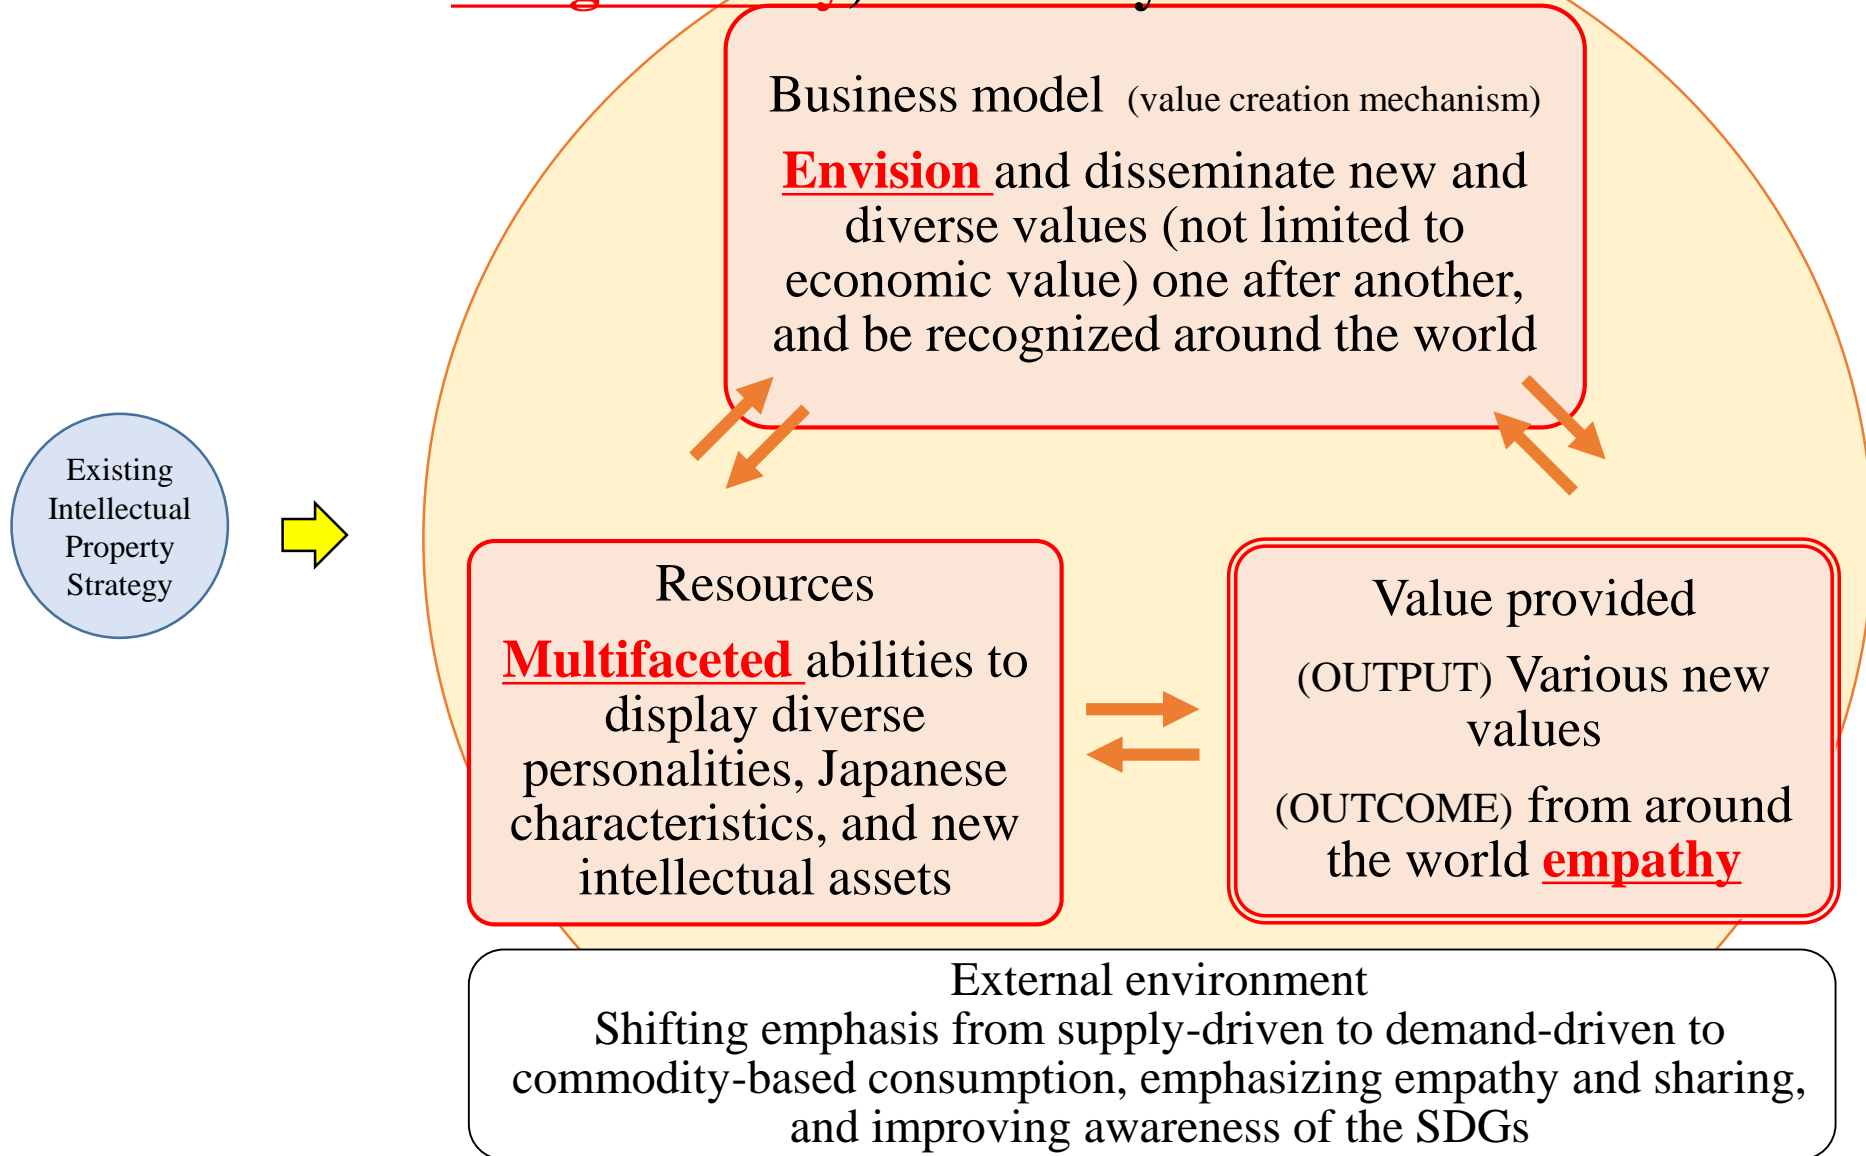 Business model (value creation mechanism)
Envision and disseminate new and
diverse values (not limited to
economic value) one after another,
and be recognized around the world
Existing
Intellectual
Property
Strategy
Resources
Multifaceted abilities to
display diverse
personalities, Japanese
characteristics, and new
intellectual assets
Value provided
(OUTPUT) Various new
values
(OUTCOME) from around
the world empathy
External environment
Shifting emphasis from supply-driven to demand-driven to
commodity-based consumption, emphasizing empathy and sharing,
and improving awareness of the SDGs